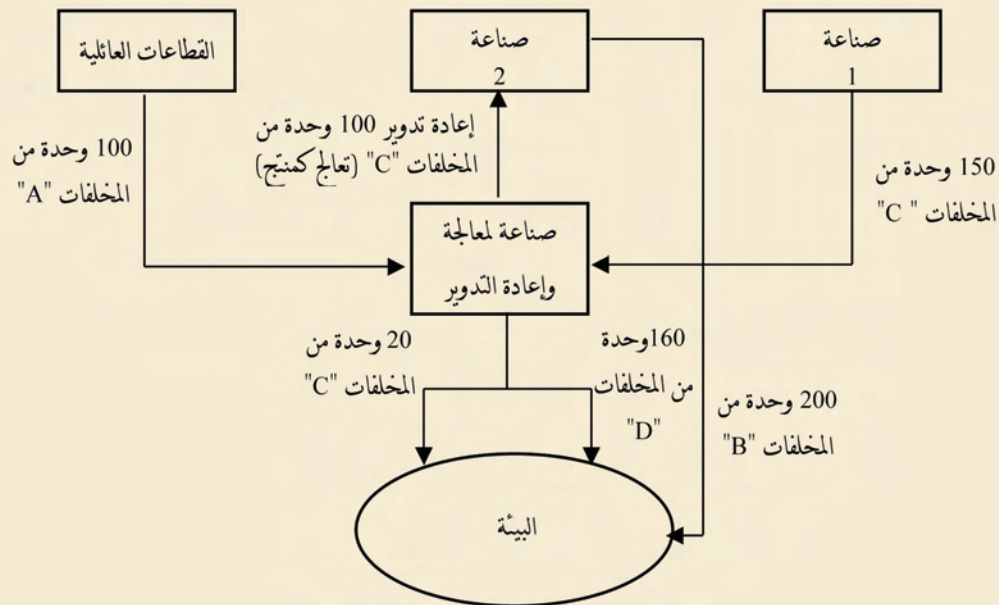 صناعة
1
صناعة
2
القطاعات العائلية
إعادة تدوير 100 وحدة من
المخلفات "C" (تعالج كمنتج)
100 وحدة من
المخلفات "A"
150 وحدة من
المخلفات " C"
صناعة لمعالجة
وإعادة التدوير
160وحدة
من المخلفات
"D"
20 وحدة من
المخلفات "C"
200 وحدة من
المخلفات "B"
البيئة